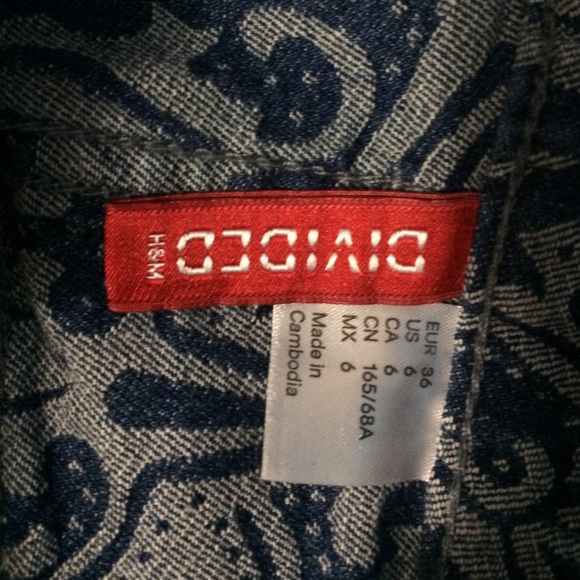 DIVIDED
H&M
EUR 36
US 6
CA 6
CN 165/68A
MX 6
Made in
Cambodia